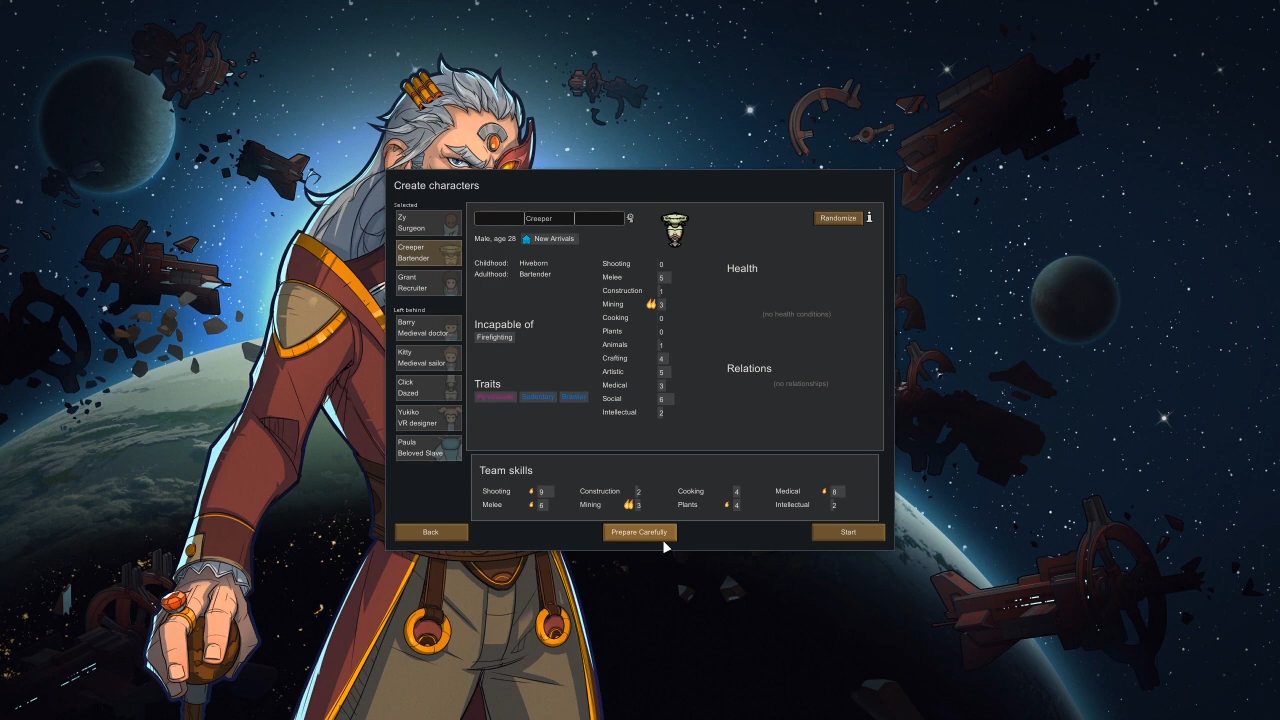 Create characters
Selected
Zy
Surgeon
Creeper
Bartender
Grant
Recruiter
Left behind
Barry
Medieval doctor
Kitty
Medieval sailor
Click
Dazed
Yukiko
VR designer
Paula
Beloved Slave
Creeper
Randomize
Male, age 28 New Arrivals
Childhood: Hiveborn
Adulthood: Bartender
Incapable of
Firefighting
Traits
Psychopath Sedentary Brawler
Shooting 0
Melee 5
Construction 1
Mining 3
Cooking 0
Plants 0
Animals 1
Crafting 4
Artistic 5
Medical 3
Social 6
Intellectual 2
Health
(no health conditions)
Relations
(no relationships)
Team skills
Shooting 9 Construction 2 Cooking 4 Medical 8
Melee 6 Mining 3 Plants 4 Intellectual 2
Back Prepare Carefully Start